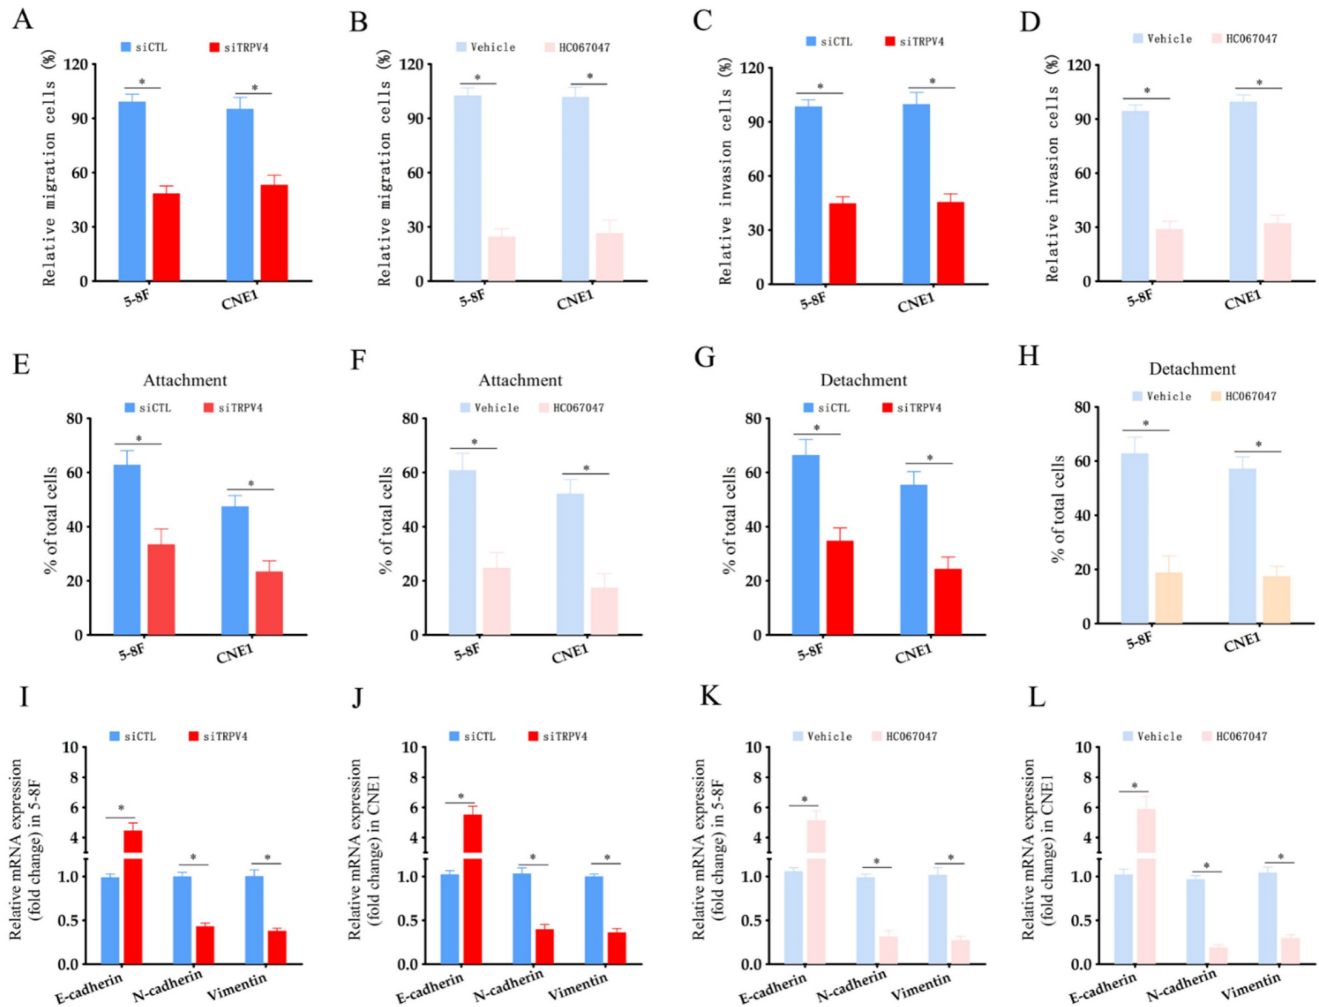 A
siCTL
siTRPV4
Relative migration cells (%)
120
90
60
30
0
*
*
5-8F
CNE1
B
Vehicle
HC067047
Relative migration cells (%)
120
90
60
30
0
*
*
5-8F
CNE1
C
siCTL
siTRPV4
Relative invasion cells (%)
120
90
60
30
0
*
*
5-8F
CNE1
D
Vehicle
HC067047
Relative invasion cells (%)
120
90
60
30
0
*
*
5-8F
CNE1
E
Attachment
siCTL
siTRPV4
% of total cells
80
60
40
20
0
*
*
5-8F
CNE1
F
Attachment
Vehicle
HC067047
% of total cells
80
60
40
20
0
*
*
5-8F
CNE1
G
Detachment
siCTL
siTRPV4
% of total cells
80
60
40
20
0
*
*
5-8F
CNE1
H
Detachment
Vehicle
HC067047
% of total cells
80
60
40
20
0
*
*
5-8F
CNE1
I
siCTL
siTRPV4
Relative mRNA expression
(fold change) in 5-8F
10
8
6
4
1.0
0.5
0.0
*
*
*
E-cadherin
N-cadherin
Vimentin
J
siCTL
siTRPV4
Relative mRNA expression
(fold change) in CNE1
10
8
6
4
1.0
0.5
0.0
*
*
*
E-cadherin
N-cadherin
Vimentin
K
Vehicle
HC067047
Relative mRNA expression
(fold change) in 5-8F
10
8
6
4
1.0
0.5
0.0
*
*
*
E-cadherin
N-cadherin
Vimentin
L
Vehicle
HC067047
Relative mRNA expression
(fold change) in CNE1
10
8
6
4
1.0
0.5
0.0
*
*
*
E-cadherin
N-cadherin
Vimentin